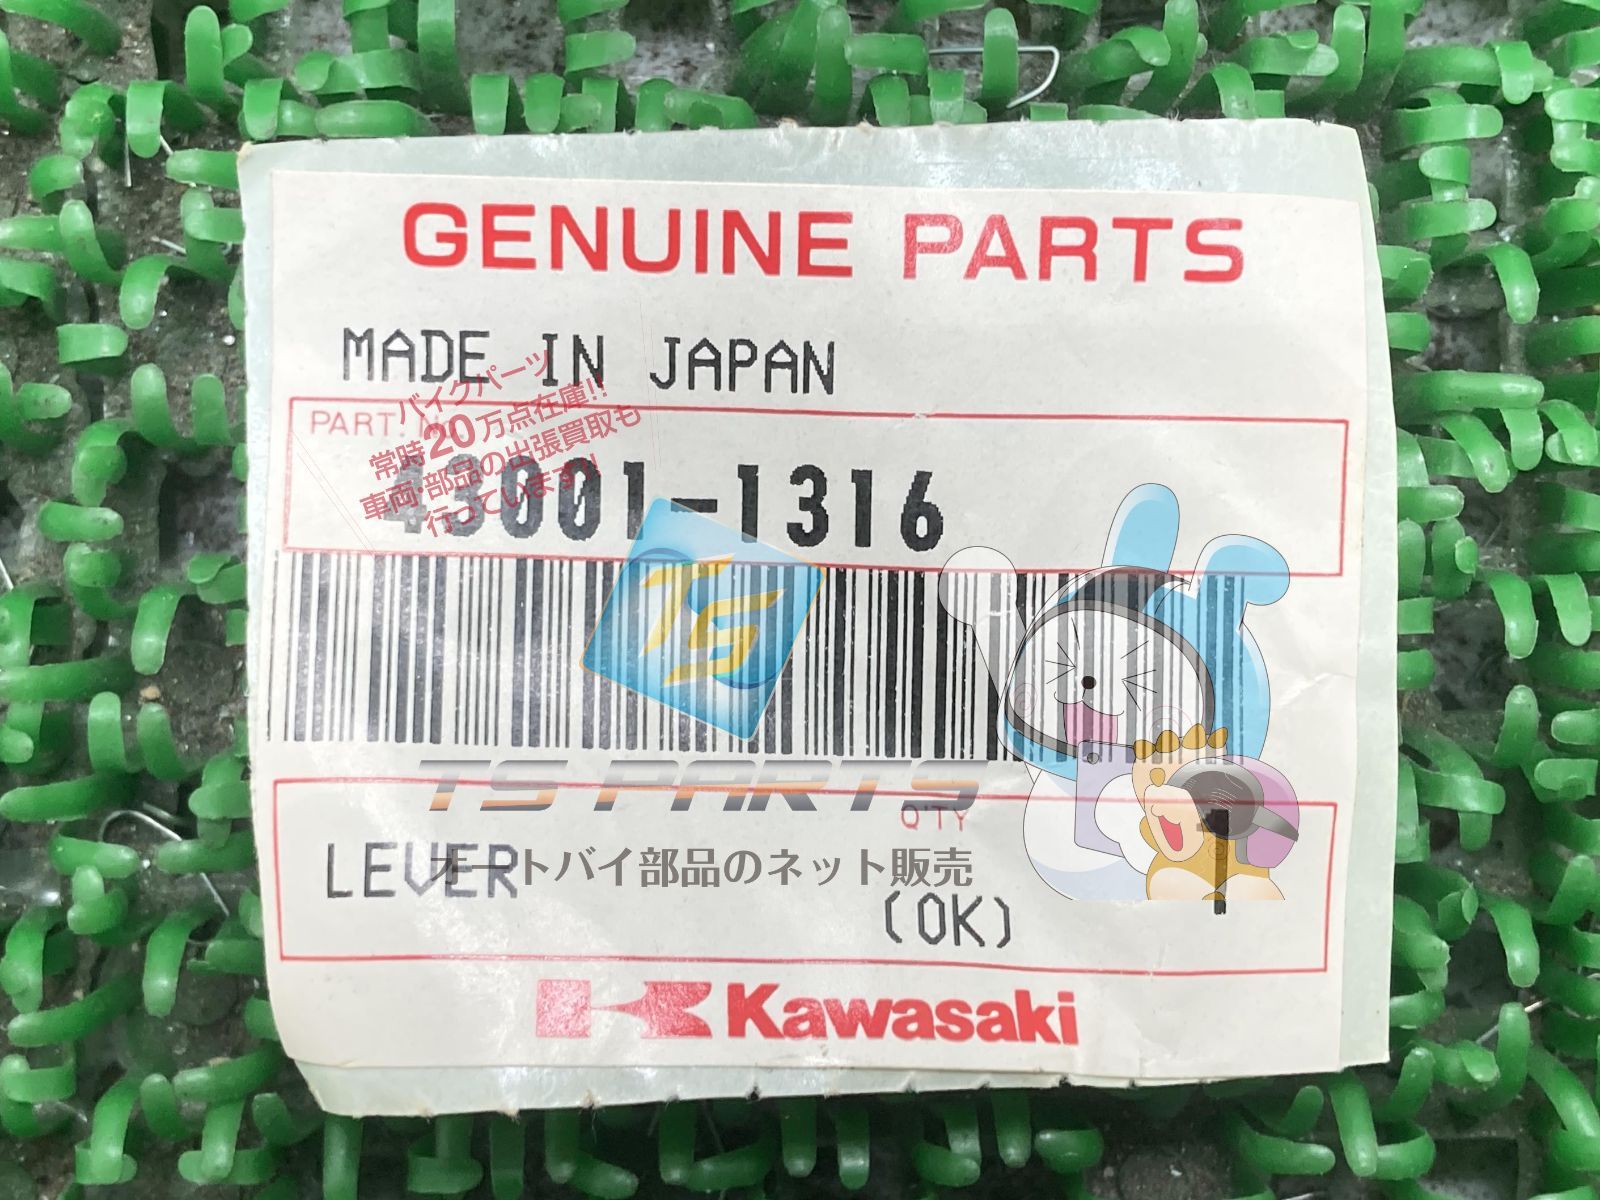 GENUINE PARTS
MADE IN JAPAN
PART. No.
43001-1316
バイクパーツ
常時20万点在庫!!
車両・部品の出張買取も
行っています!!
TS
TS PARTS
Q'TY
LEVER
オートバイ部品のネット販売
1
(OK)
Kawasaki